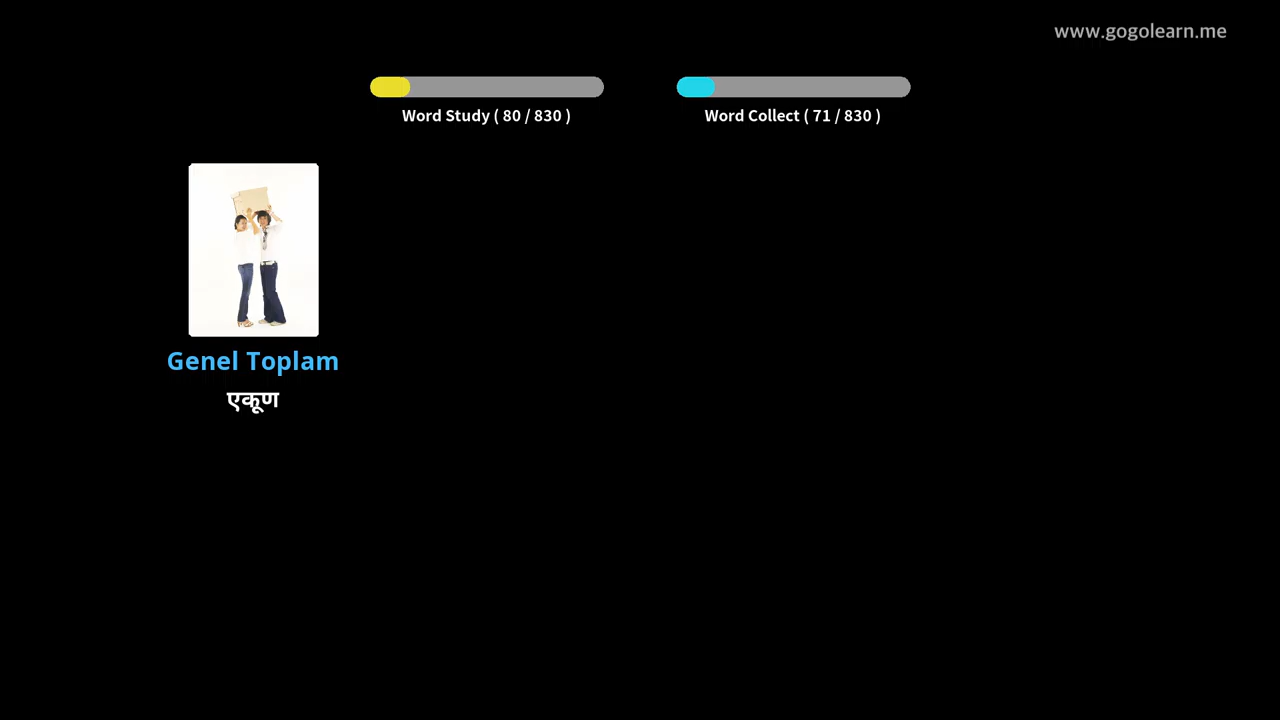 www.gogolearn.me
Word Study ( 80 / 830 )
Word Collect ( 71 / 830 )
Genel Toplam
एकूण